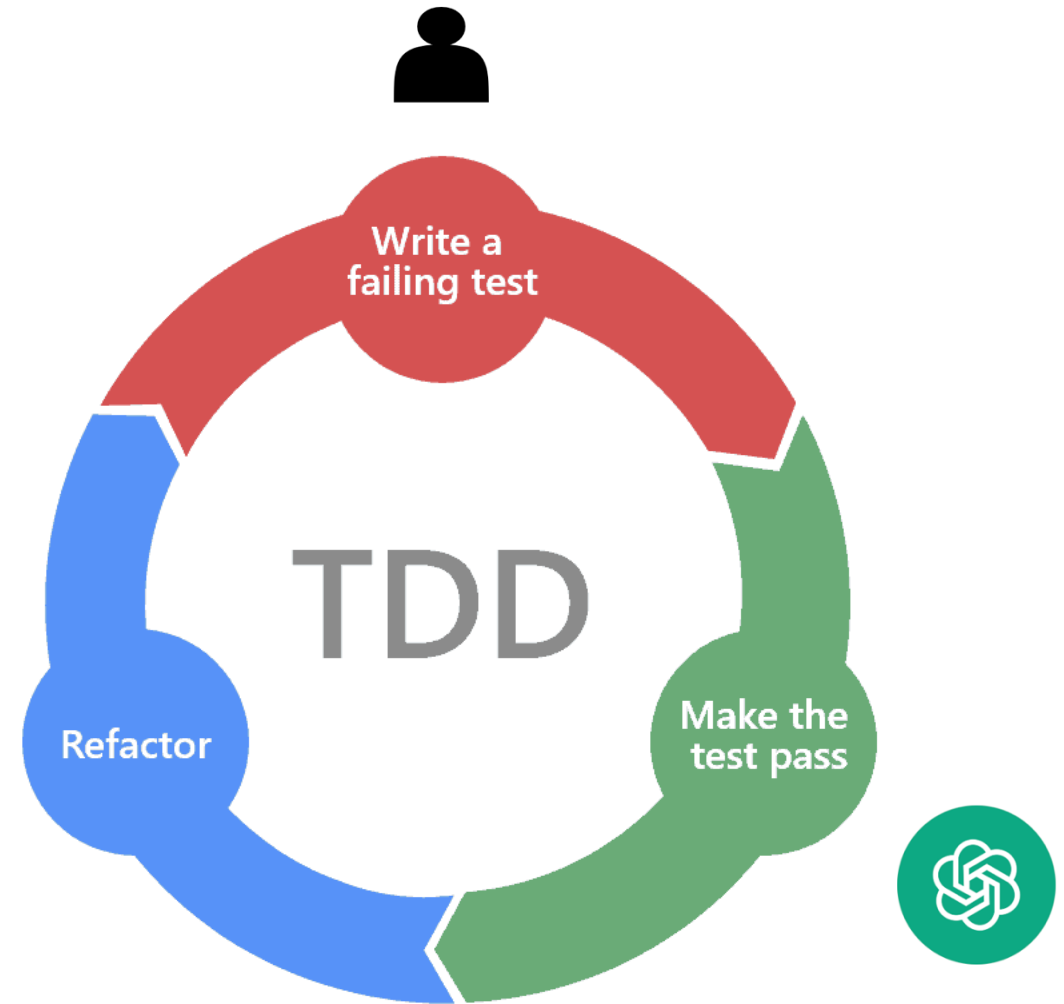 Write a
failing test
TDD
Make the
test pass
Refactor